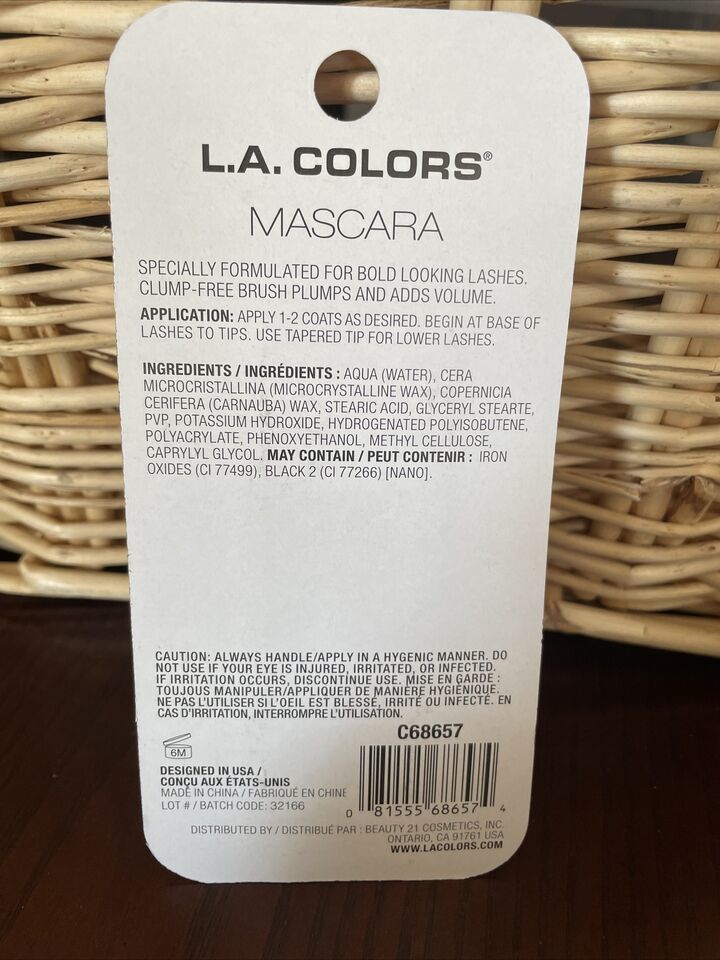 L.A. COLORS®
MASCARA
SPECIALLY FORMULATED FOR BOLD LOOKING LASHES.
CLUMP-FREE BRUSH PLUMPS AND ADDS VOLUME.
APPLICATION: APPLY 1-2 COATS AS DESIRED. BEGIN AT BASE OF
LASHES TO TIPS. USE TAPERED TIP FOR LOWER LASHES.
INGREDIENTS / INGRÉDIENTS : AQUA (WATER), CERA
MICROCRISTALLINA (MICROCRYSTALLINE WAX), COPERNICIA
CERIFERA (CARNAUBA) WAX, STEARIC ACID, GLYCERYL STEARTE,
PVP, POTASSIUM HYDROXIDE, HYDROGENATED POLYISOBUTENE,
POLYACRYLATE, PHENOXYETHANOL, METHYL CELLULOSE,
CAPRYLYL GLYCOL. MAY CONTAIN / PEUT CONTENIR : IRON
OXIDES (CI 77499), BLACK 2 (CI 77266) [NANO].
CAUTION: ALWAYS HANDLE/APPLY IN A HYGENIC MANNER. DO
NOT USE IF YOUR EYE IS INJURED, IRRITATED, OR INFECTED.
IF IRRITATION OCCURS, DISCONTINUE USE. MISE EN GARDE :
TOUJOUS MANIPULER/APPLIQUER DE MANIÈRE HYGIÉNIQUE.
NE PAS L'UTILISER SI L'OEIL EST BLESSÉ, IRRITÉ OU INFECTÉ. EN
CAS D'IRRITATION, INTERROMPRE L'UTILISATION.
C68657
6M
DESIGNED IN USA /
CONÇU AUX ÉTATS-UNIS
MADE IN CHINA / FABRIQUÉ EN CHINE
LOT # / BATCH CODE: 32166
0 81555 68657 4
DISTRIBUTED BY / DISTRIBUÉ PAR : BEAUTY 21 COSMETICS, INC.
ONTARIO, CA 91761 USA
WWW.LACOLORS.COM